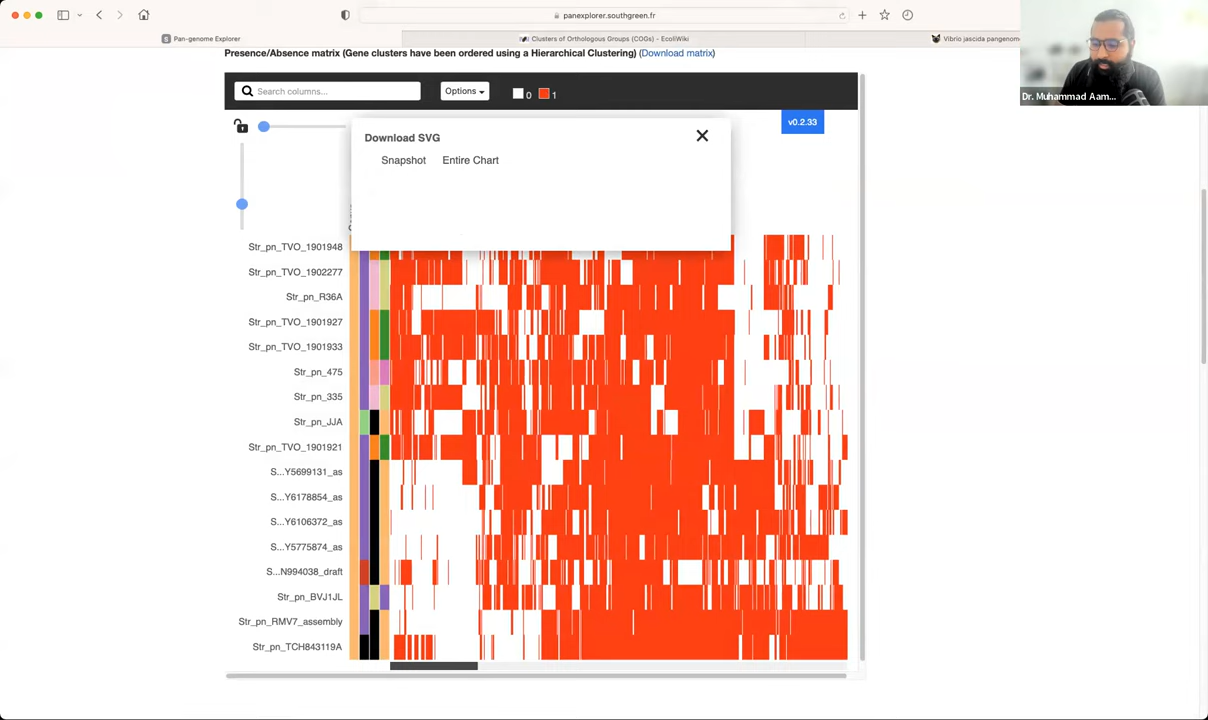 panexplorer.southgreen.fr
Pan-genome Explorer
Clusters of Orthologous Groups (COGs) - EcoliWiki
Vibrio jascida pangenom
Presence/Absence matrix (Gene clusters have been ordered using a Hierarchical Clustering) (Download matrix)
Search columns...
Options
0
1
v0.2.33
Download SVG
Snapshot
Entire Chart
Str_pn_TVO_1901948
Str_pn_TVO_1902277
Str_pn_R36A
Str_pn_TVO_1901927
Str_pn_TVO_1901933
Str_pn_475
Str_pn_335
Str_pn_JJA
Str_pn_TVO_1901921
S...Y5699131_as
S...Y6178854_as
S...Y6106372_as
S...Y5775874_as
S...N994038_draft
Str_pn_BVJ1JL
Str_pn_RMV7_assembly
Str_pn_TCH843119A
Dr. Muhammad Aam...